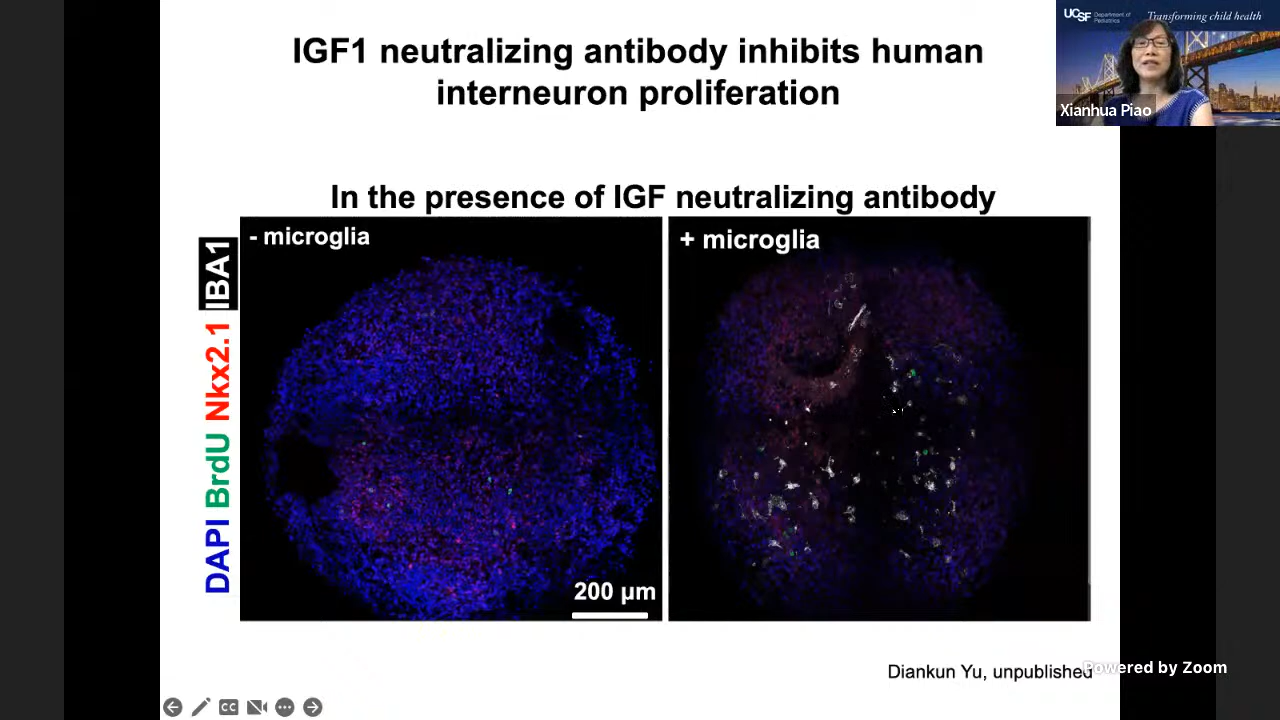 IGF1 neutralizing antibody inhibits human
interneuron proliferation
UCSF Department of
Pediatrics
Transforming child health
Xianhua Piao
In the presence of IGF neutralizing antibody
- microglia
+ microglia
DAPI BrdU Nkx2.1 IBA1
200 µm
Diankun Yu, unpublished
Powered by Zoom
CC